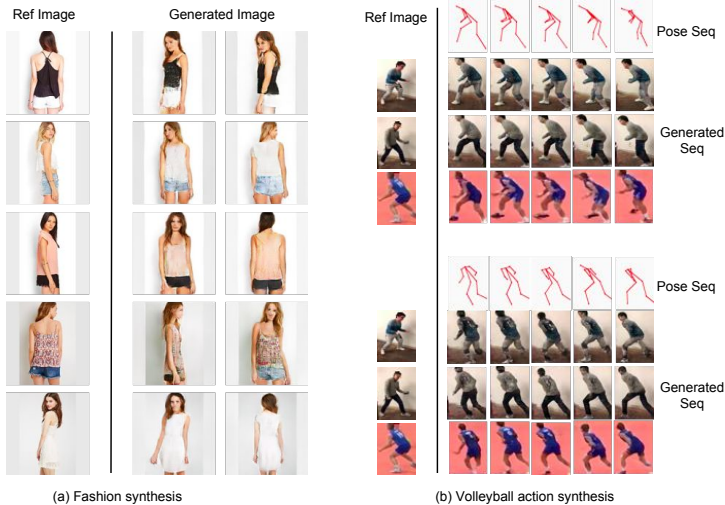 Ref Image
Generated Image
Ref Image
Pose Seq
Generated
Seq
Pose Seq
Generated
Seq
(a) Fashion synthesis
(b) Volleyball action synthesis